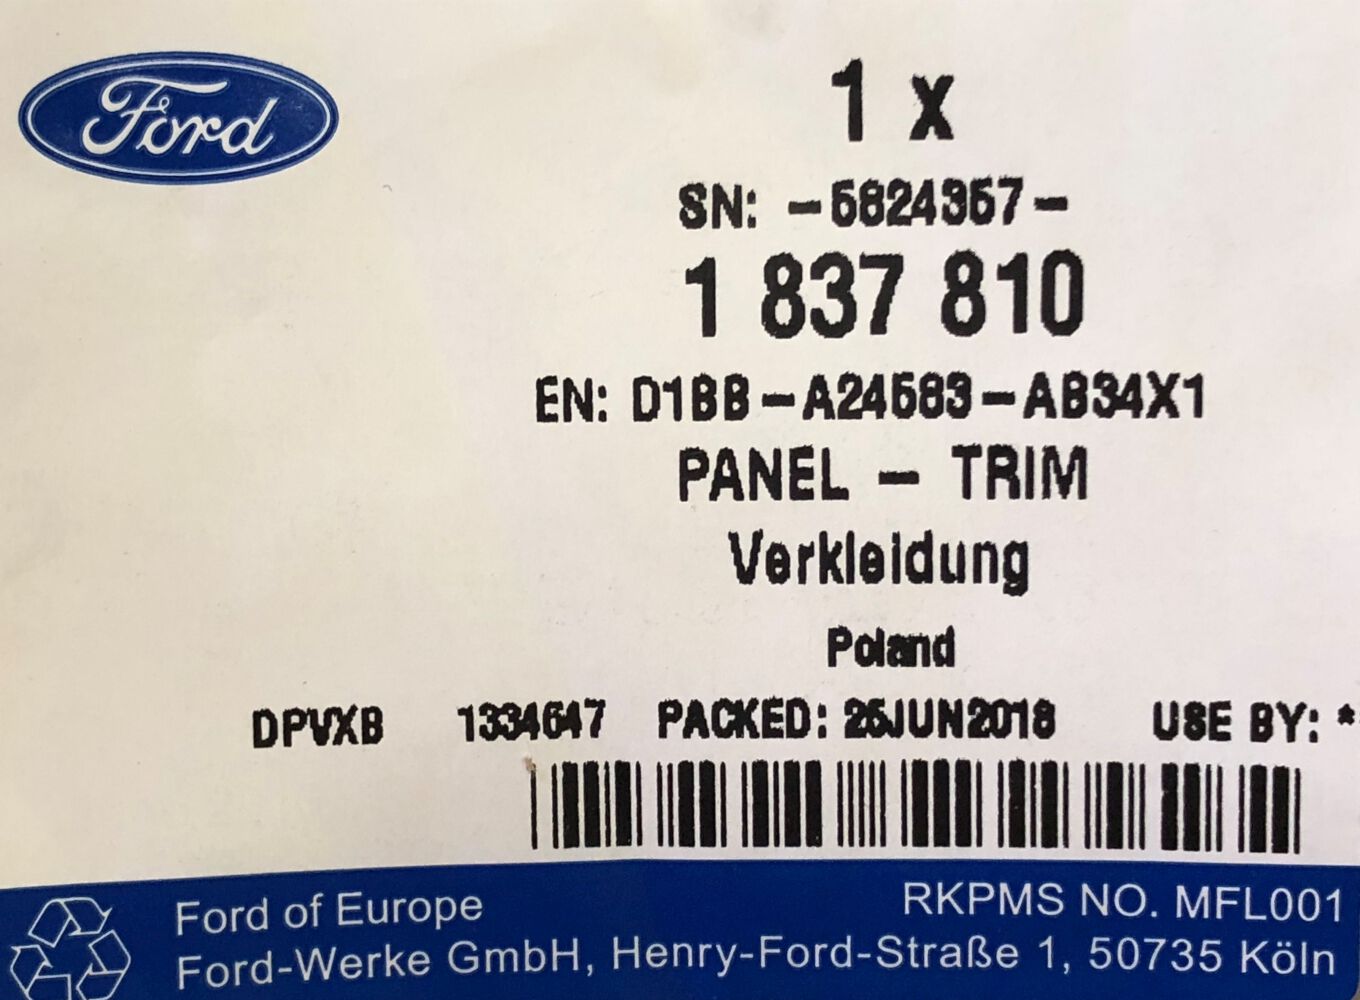 Ford
1 x
SN: -5824357-
1 837 810
EN: D1BB-A24583-AB34X1
PANEL - TRIM
Verkleidung
Poland
DPVXB 1334647 PACKED: 25JUN2018 USE BY: *
Ford of Europe
RKPMS NO. MFL001
Ford-Werke GmbH, Henry-Ford-Straße 1, 50735 Köln